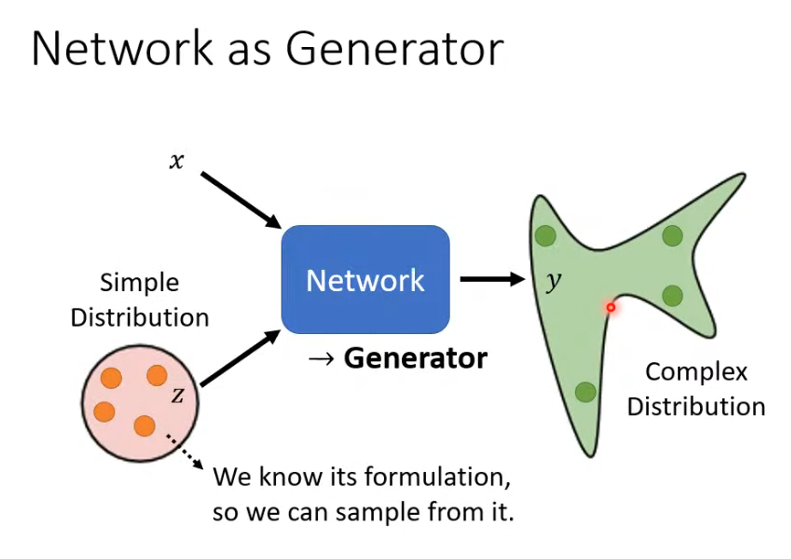 Network as Generator
x
Simple
Distribution
z
Network
→ Generator
y
Complex
Distribution
We know its formulation,
so we can sample from it.